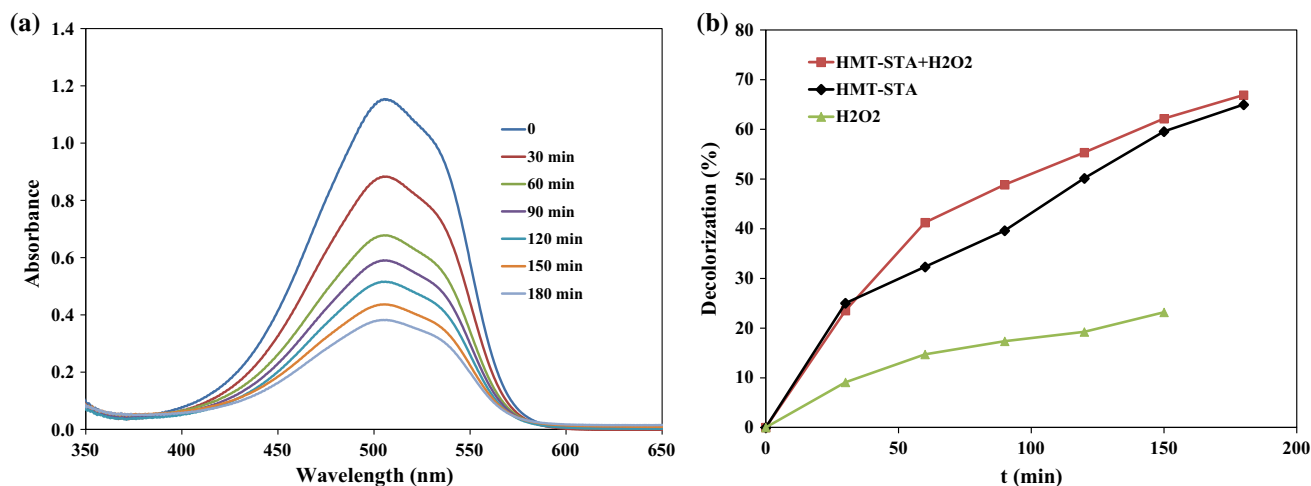 (a)
1.4
1.2
1.0
0.8
0.6
0.4
0.2
0.0
Absorbance
350
400
450
500
550
600
650
Wavelength (nm)
0
30 min
60 min
90 min
120 min
150 min
180 min
(b)
80
70
60
50
40
30
20
10
0
Decolorization (%)
0
50
100
150
200
t (min)
HMT-STA+H2O2
HMT-STA
H2O2